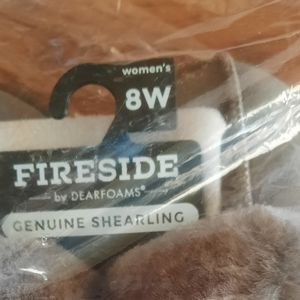 women's
8W
FIRESIDE
by DEARFOAMS®
GENUINE SHEARLING